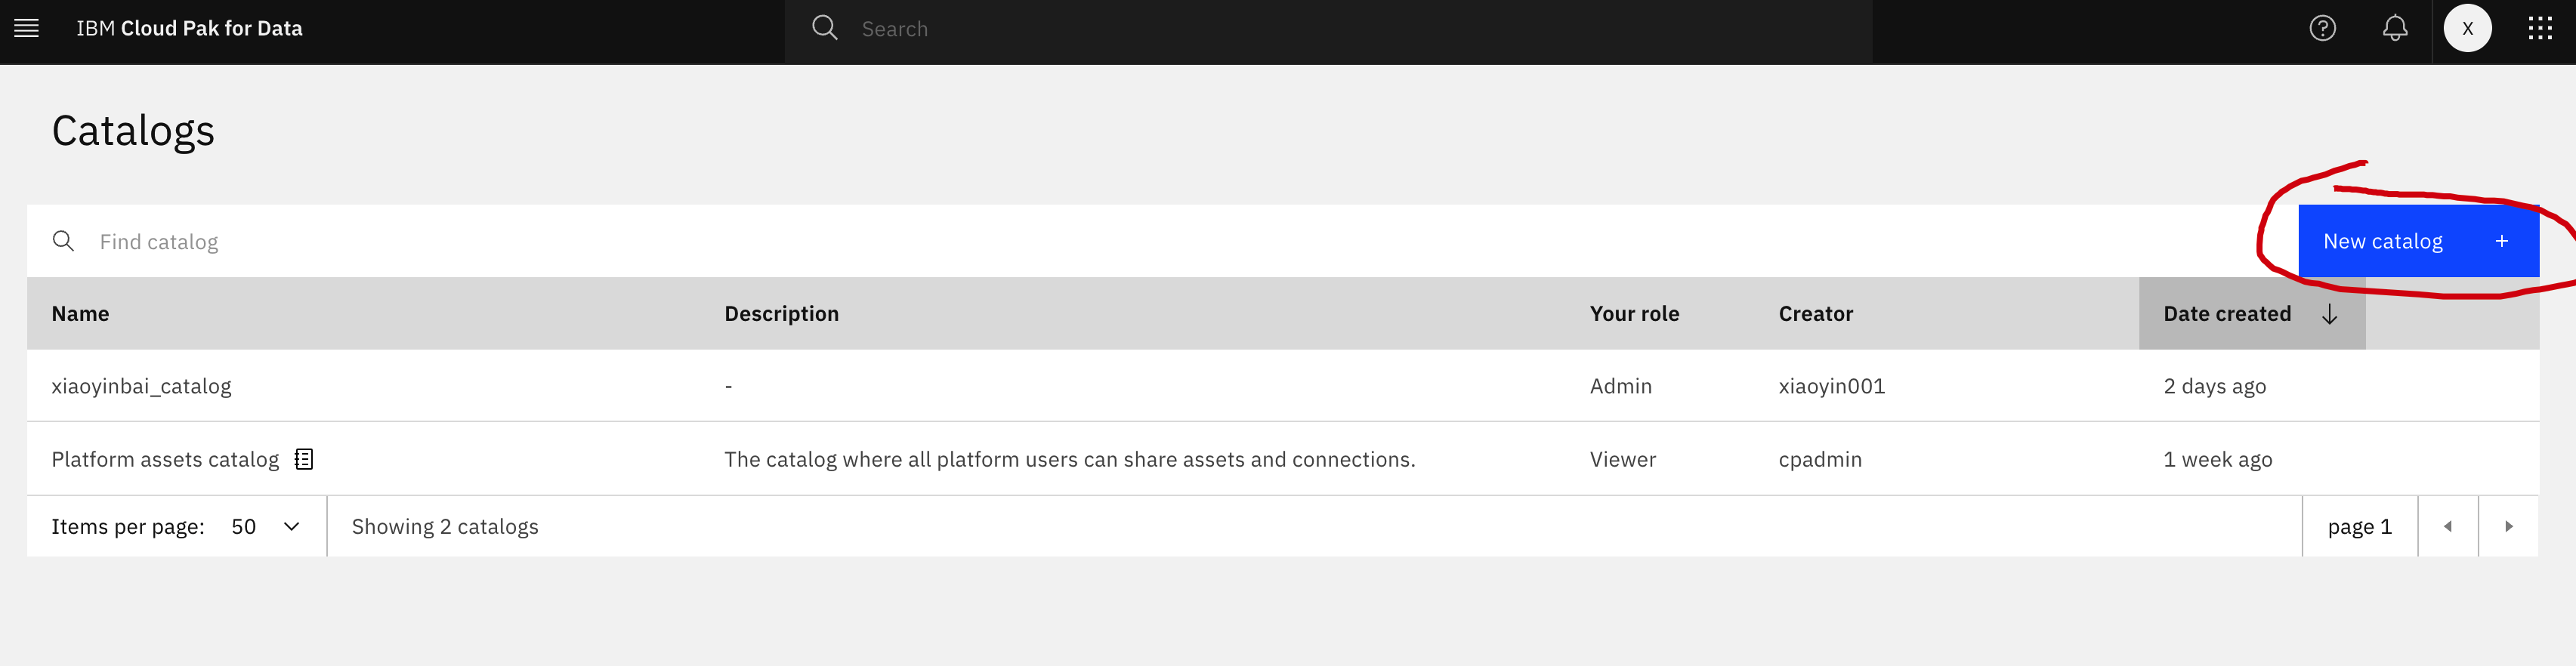 IBM Cloud Pak for Data Search X
Catalogs
Find catalog New catalog +
Name Description Your role Creator Date created
xiaoyinbai_catalog - Admin xiaoyin001 2 days ago
Platform assets catalog The catalog where all platform users can share assets and connections. Viewer cpadmin 1 week ago
Items per page: 50 Showing 2 catalogs page 1